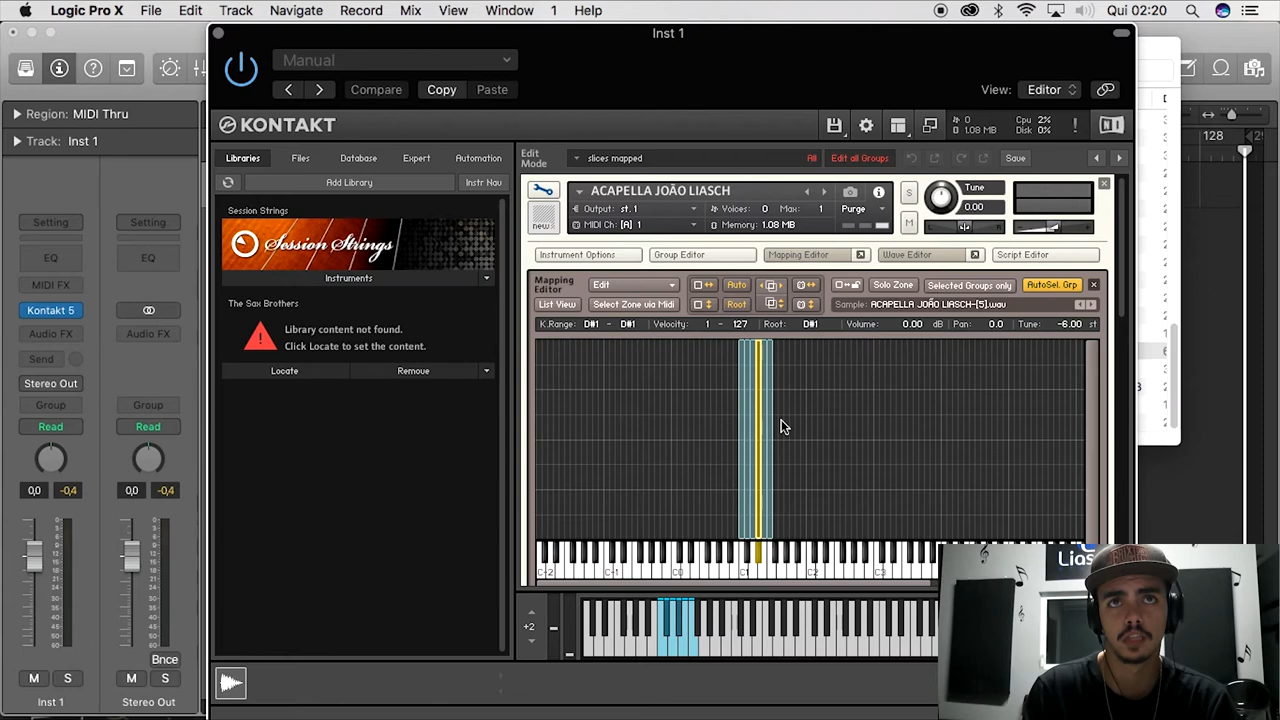 Logic Pro X File Edit Track Navigate Record Mix View Window 1 Help Qui 02:20
Inst 1
Manual
Compare Copy Paste View: Editor
Region: MIDI Thru
Track: Inst 1
KONTAKT
0 1.08 MB Cpu 2% Disk 0% ! NI
128
Libraries Files Database Expert Automation
Edit Mode slices mapped All Edit all Groups Save
Add Library Instr Nav
ACAPELLA JOÃO LIASCH
Output: st.1 Voices: 0 Max: 1 Purge
MIDI Ch: [A] 1 Memory: 1.08 MB
new
S M
Tune
0.00
L R
Session Strings
Session Strings
Instruments
The Sax Brothers
Library content not found.
Click Locate to set the content.
Locate Remove
Instrument Options Group Editor Mapping Editor Wave Editor Script Editor
Mapping Editor Edit Auto Solo Zone Selected Groups only AutoSel. Grp
List View Select Zone via Midi Root Sample: ACAPELLA JOÃO LIASCH-[5].wav
K.Range: D#1 - D#1 Velocity: 1 - 127 Root: D#1 Volume: 0.00 dB Pan: 0.0 Tune: -6.00 st
C-2 C-1 C0 C1 C2 C3
+2
Setting Setting
EQ EQ
MIDI FX
Kontakt 5
Audio FX Audio FX
Send
Stereo Out
Group Group
Read Read
0,0 -0,4 0,0 -0,4
Bnce
M S M S
Inst 1 Stereo Out